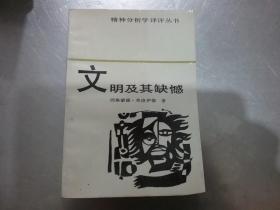 精神分析学译评丛书
文明及其缺憾
西格蒙德·弗洛伊德 著